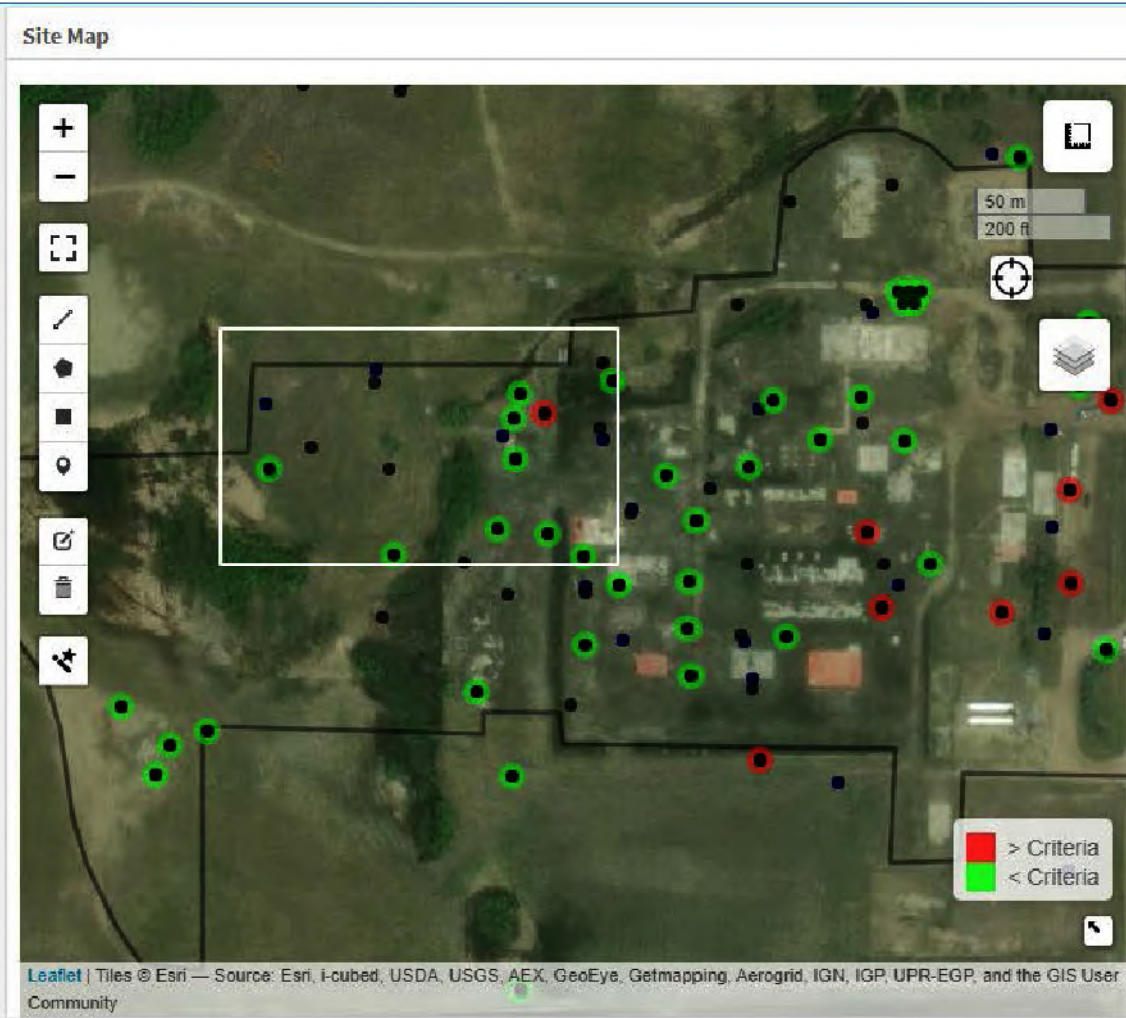 Site Map
+
−
50 m
200 ft
> Criteria
< Criteria
Leaflet | Tiles © Esri — Source: Esri, i-cubed, USDA, USGS, AEX, GeoEye, Getmapping, Aerogrid, IGN, IGP, UPR-EGP, and the GIS User
Community